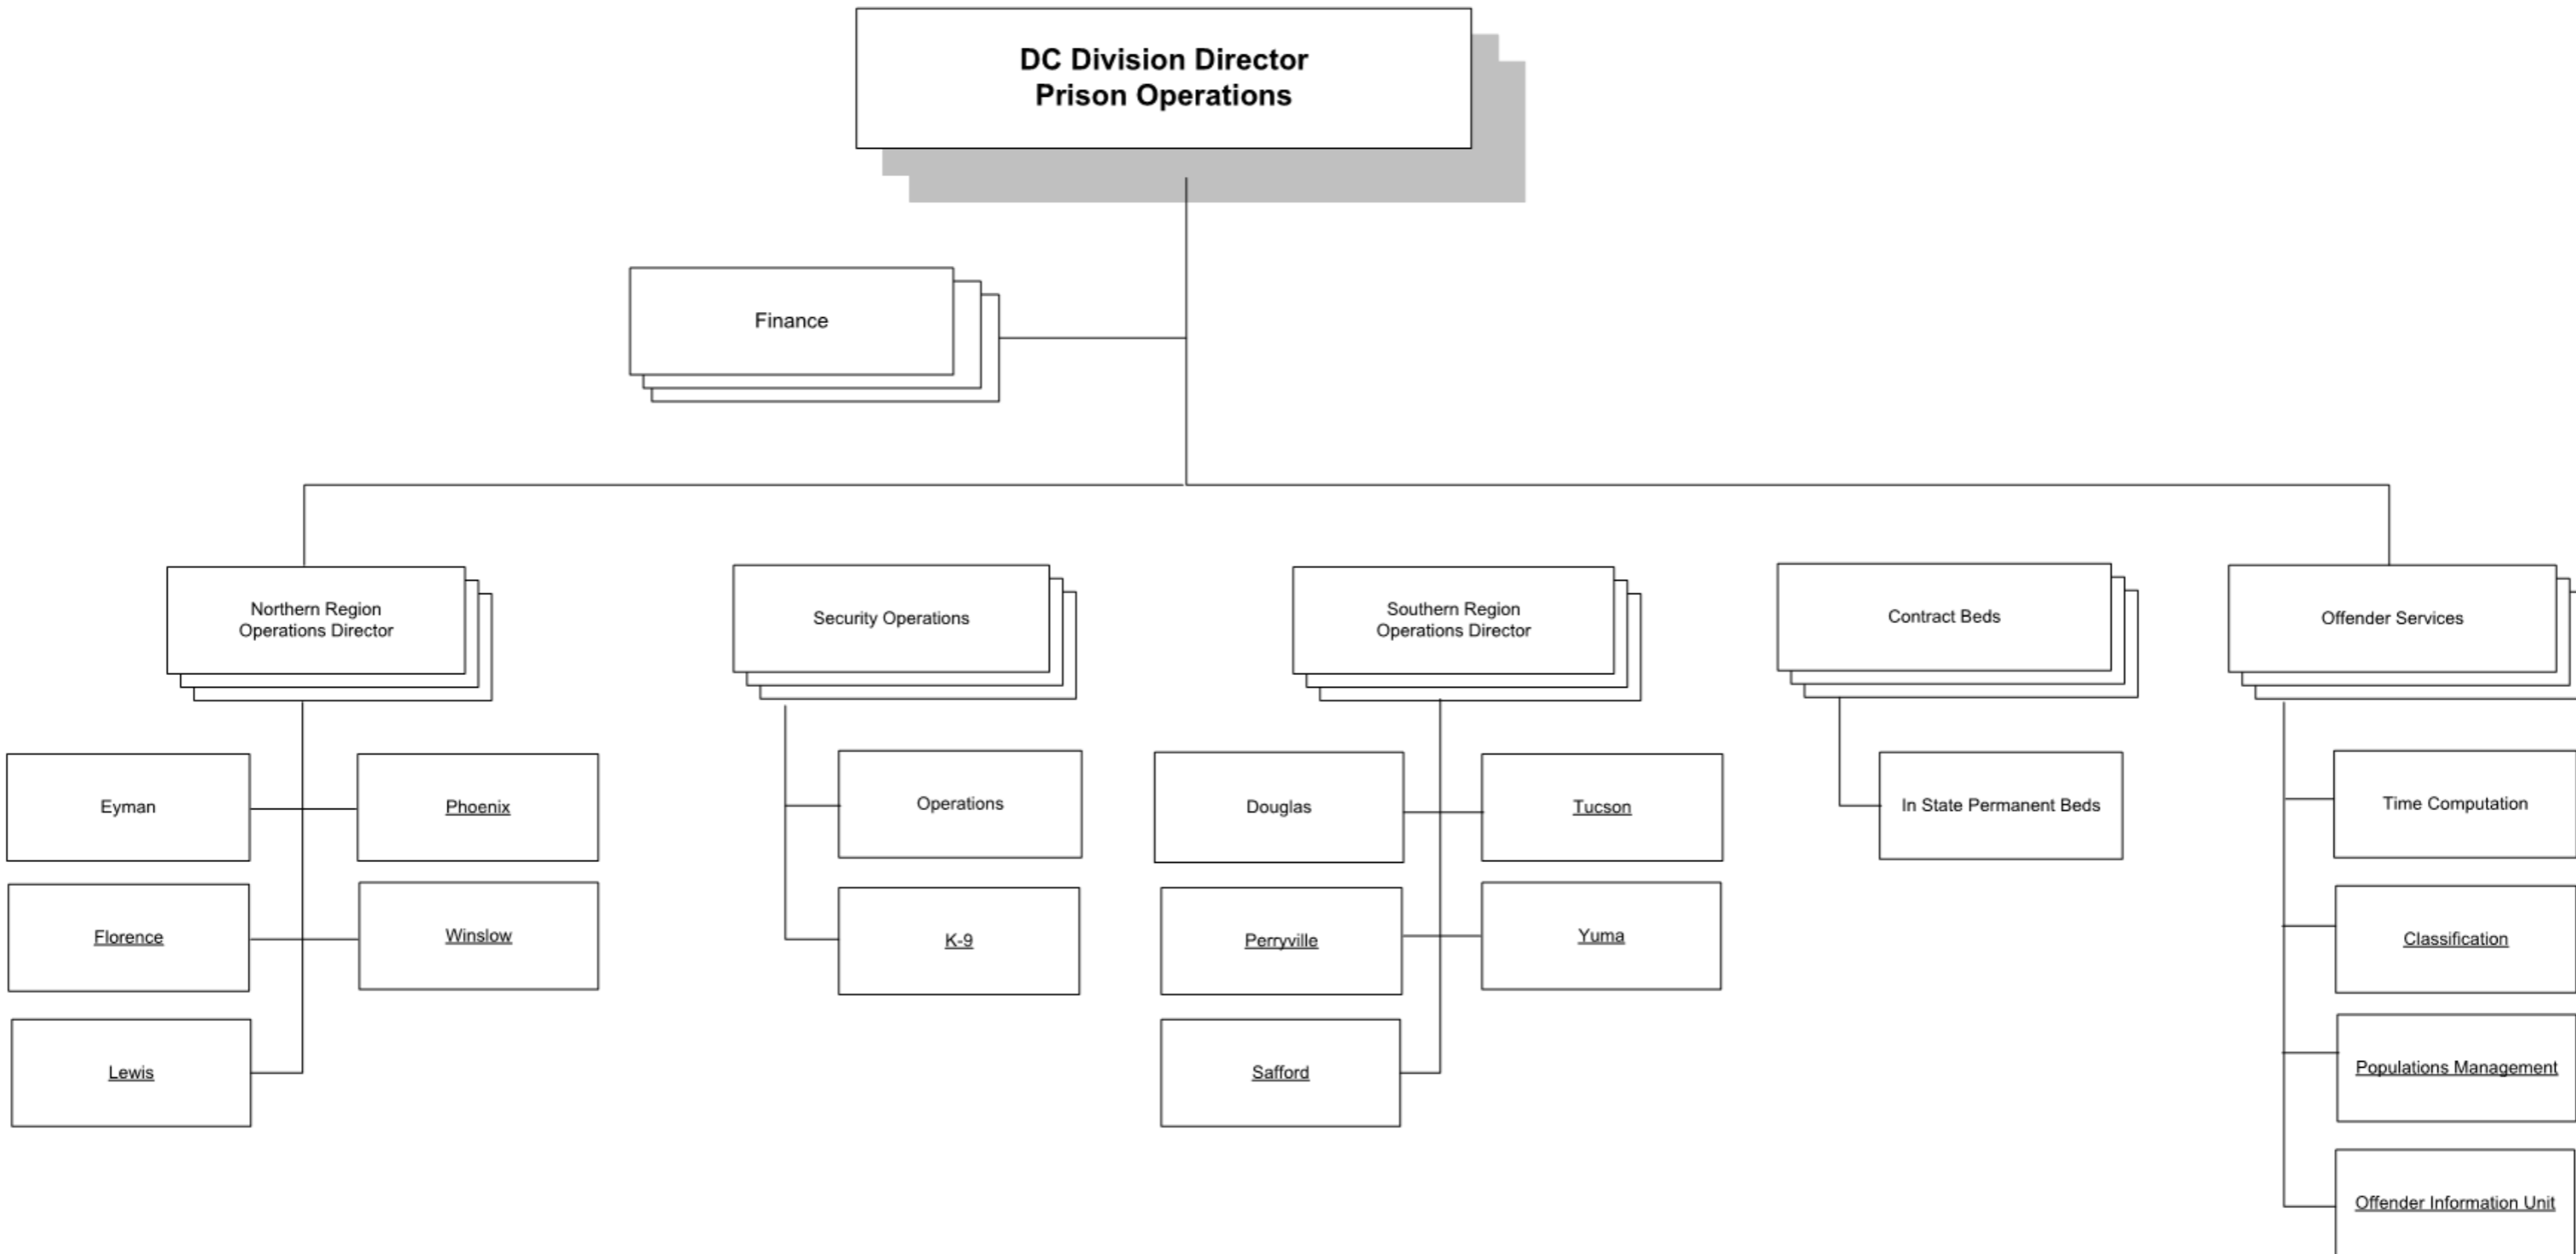 DC Division Director
Prison Operations
Finance
Northern Region
Operations Director
Security Operations
Southern Region
Operations Director
Contract Beds
Offender Services
Eyman
Phoenix
Operations
Douglas
Tucson
In State Permanent Beds
Time Computation
Florence
Winslow
K-9
Perryville
Yuma
Classification
Lewis
Safford
Populations Management
Offender Information Unit